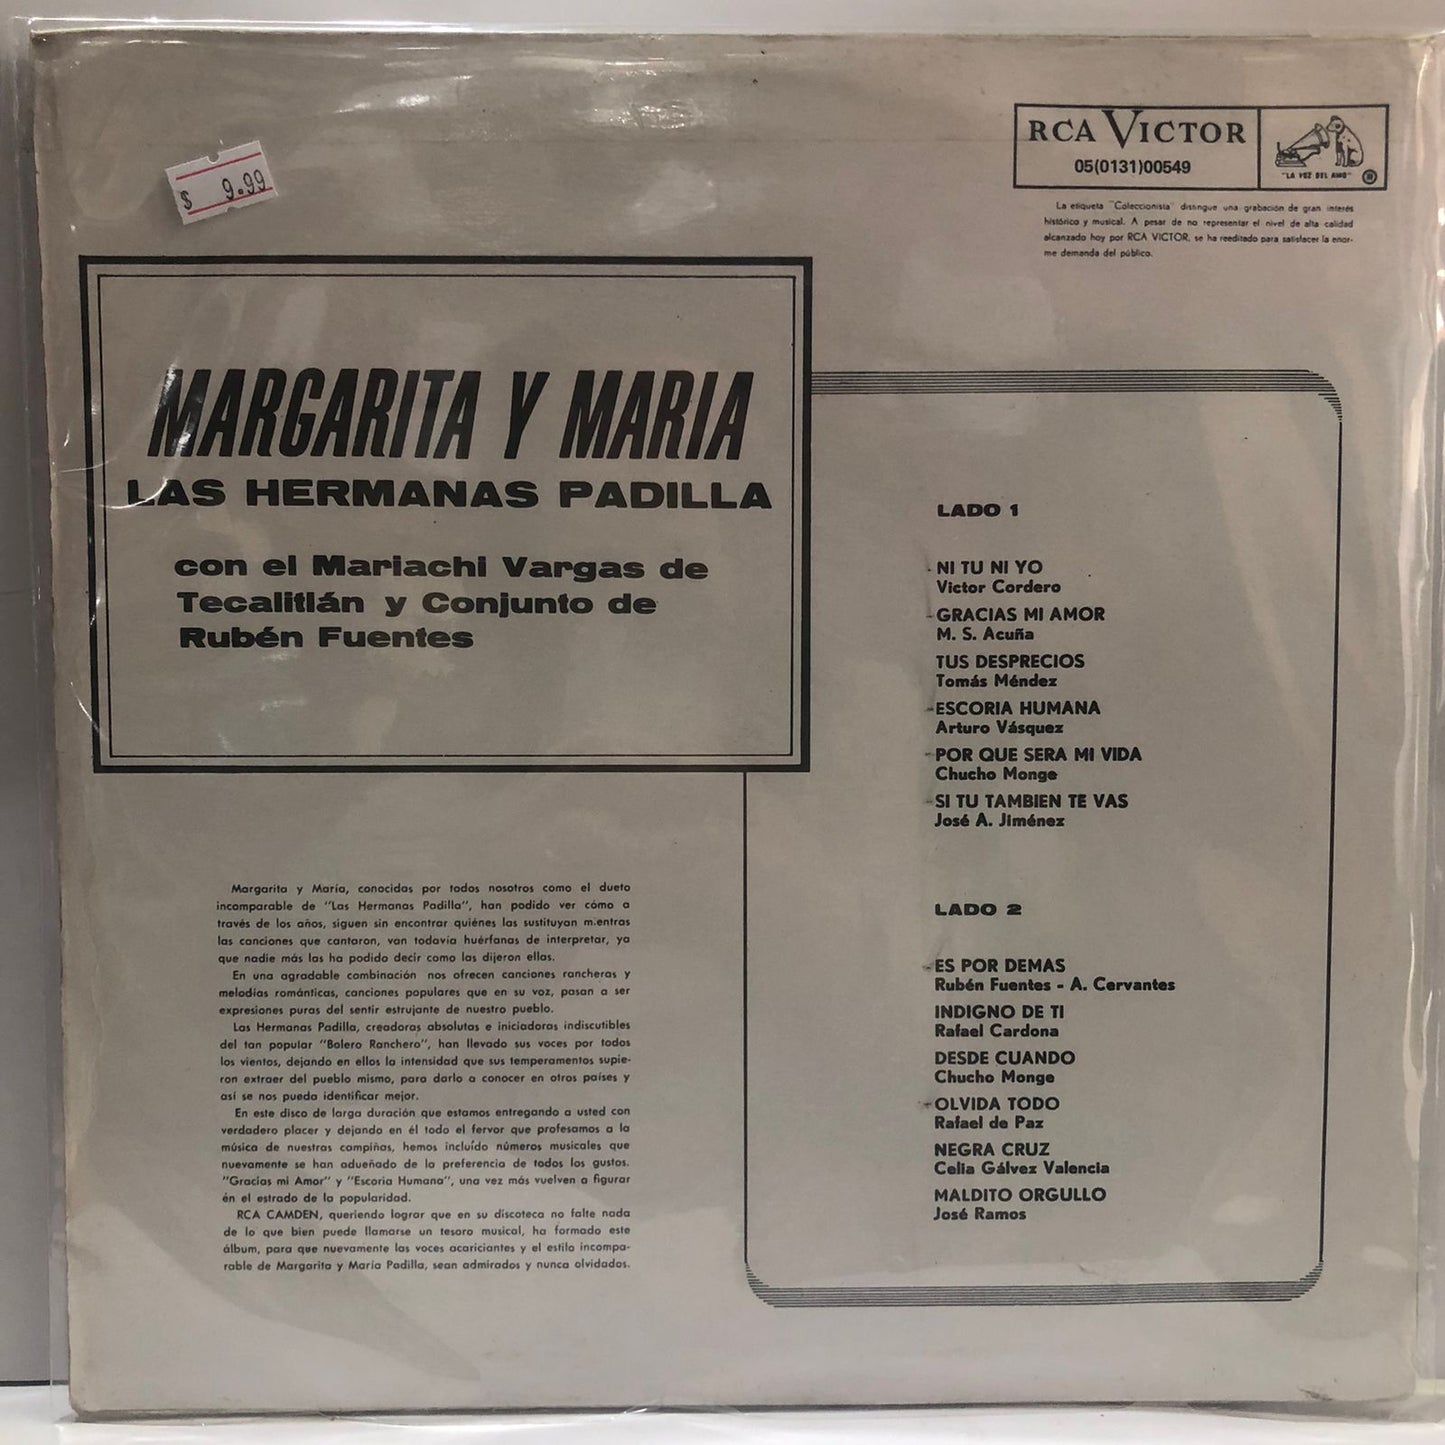 $ 9.99
RCA VICTOR
05(0131)00549
"LA VOZ DEL AMO"
La etiqueta "Coleccionista" distingue una grabación de gran interés
histórico y musical. A pesar de no representar el nivel de alta calidad
alcanzado hoy por RCA VICTOR, se ha reeditado para satisfacer la enor-
me demanda del público.
MARGARITA Y MARIA
LAS HERMANAS PADILLA
con el Mariachi Vargas de
Tecalitlán y Conjunto de
Rubén Fuentes
LADO 1
NI TU NI YO
Victor Cordero
GRACIAS MI AMOR
M. S. Acuña
TUS DESPRECIOS
Tomás Méndez
ESCORIA HUMANA
Arturo Vásquez
POR QUE SERA MI VIDA
Chucho Monge
SI TU TAMBIEN TE VAS
José A. Jiménez
LADO 2
ES POR DEMAS
Rubén Fuentes - A. Cervantes
INDIGNO DE TI
Rafael Cardona
DESDE CUANDO
Chucho Monge
OLVIDA TODO
Rafael de Paz
NEGRA CRUZ
Celia Gálvez Valencia
MALDITO ORGULLO
José Ramos
Margarita y María, conocidas por todos nosotros como el dueto
incomparable de "Las Hermanas Padilla", han podido ver cómo a
través de los años, siguen sin encontrar quiénes las sustituyan m.entras
las canciones que cantaron, van todavía huérfanas de interpretar, ya
que nadie más las ha podido decir como las dijeron ellas.
En una agradable combinación nos ofrecen canciones rancheras y
melodías románticas, canciones populares que en su voz, pasan a ser
expresiones puras del sentir estrujante de nuestro pueblo.
Las Hermanas Padilla, creadoras absolutas e iniciadoras indiscutibles
del tan popular "Bolero Ranchero", han llevado sus voces por todos
los vientos, dejando en ellos la intensidad que sus temperamentos supie-
ron extraer del pueblo mismo, para darlo a conocer en otros países y
así se nos pueda identificar mejor.
En este disco de larga duración que estamos entregando a usted con
verdadero placer y dejando en él todo el fervor que profesamos a la
música de nuestras campiñas, hemos incluído números musicales que
nuevamente se han adueñado de la preferencia de todos los gustos.
"Gracias mi Amor" y "Escoria Humana", una vez más vuelven a figurar
én el estrado de la popularidad.
RCA CAMDEN, queriendo lograr que en su discoteca no falte nada
de lo que bien puede llamarse un tesoro musical, ha formado este
álbum, para que nuevamente las voces acariciantes y el estilo incompa-
rable de Margarita y María Padilla, sean admirados y nunca olvidados.